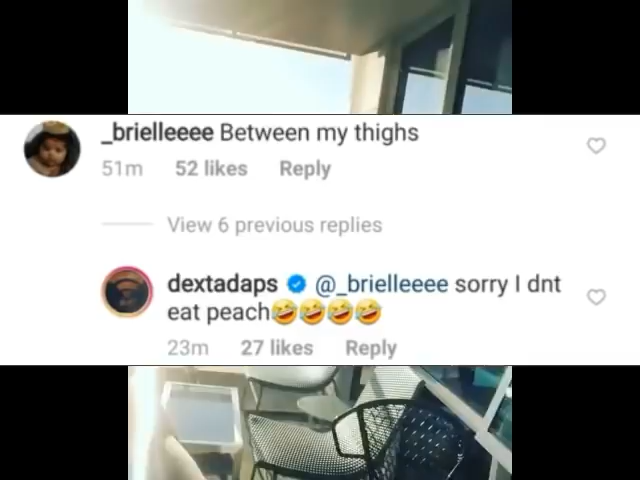 _brielleeee Between my thighs
51m 52 likes Reply
View 6 previous replies
dextadaps @_brielleeee sorry I dnt
eat peach🤣🤣🤣🤣
23m 27 likes Reply